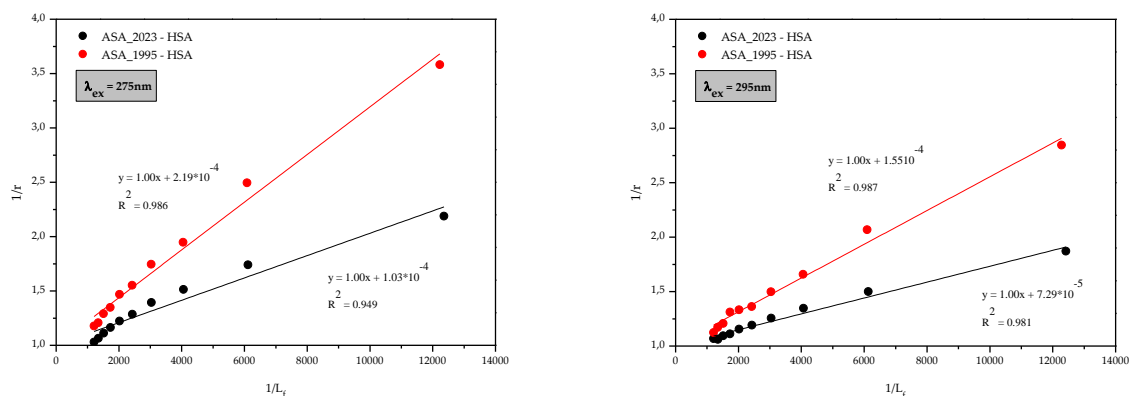 4,0
3,5
3,0
2,5
2,0
1,5
1,0
1/r
ASA_2023 - HSA
ASA_1995 - HSA
λex = 275nm
y = 1.00x + 2.19*10-4
R2 = 0.986
y = 1.00x + 1.03*10-4
R2 = 0.949
0 2000 4000 6000 8000 10000 12000 14000
1/Lf
4,0
3,5
3,0
2,5
2,0
1,5
1,0
1/r
ASA_2023 - HSA
ASA_1995 - HSA
λex = 295nm
y = 1.00x + 1.5510-4
R2 = 0.987
y = 1.00x + 7.29*10-5
R2 = 0.981
0 2000 4000 6000 8000 10000 12000 14000
1/Lf